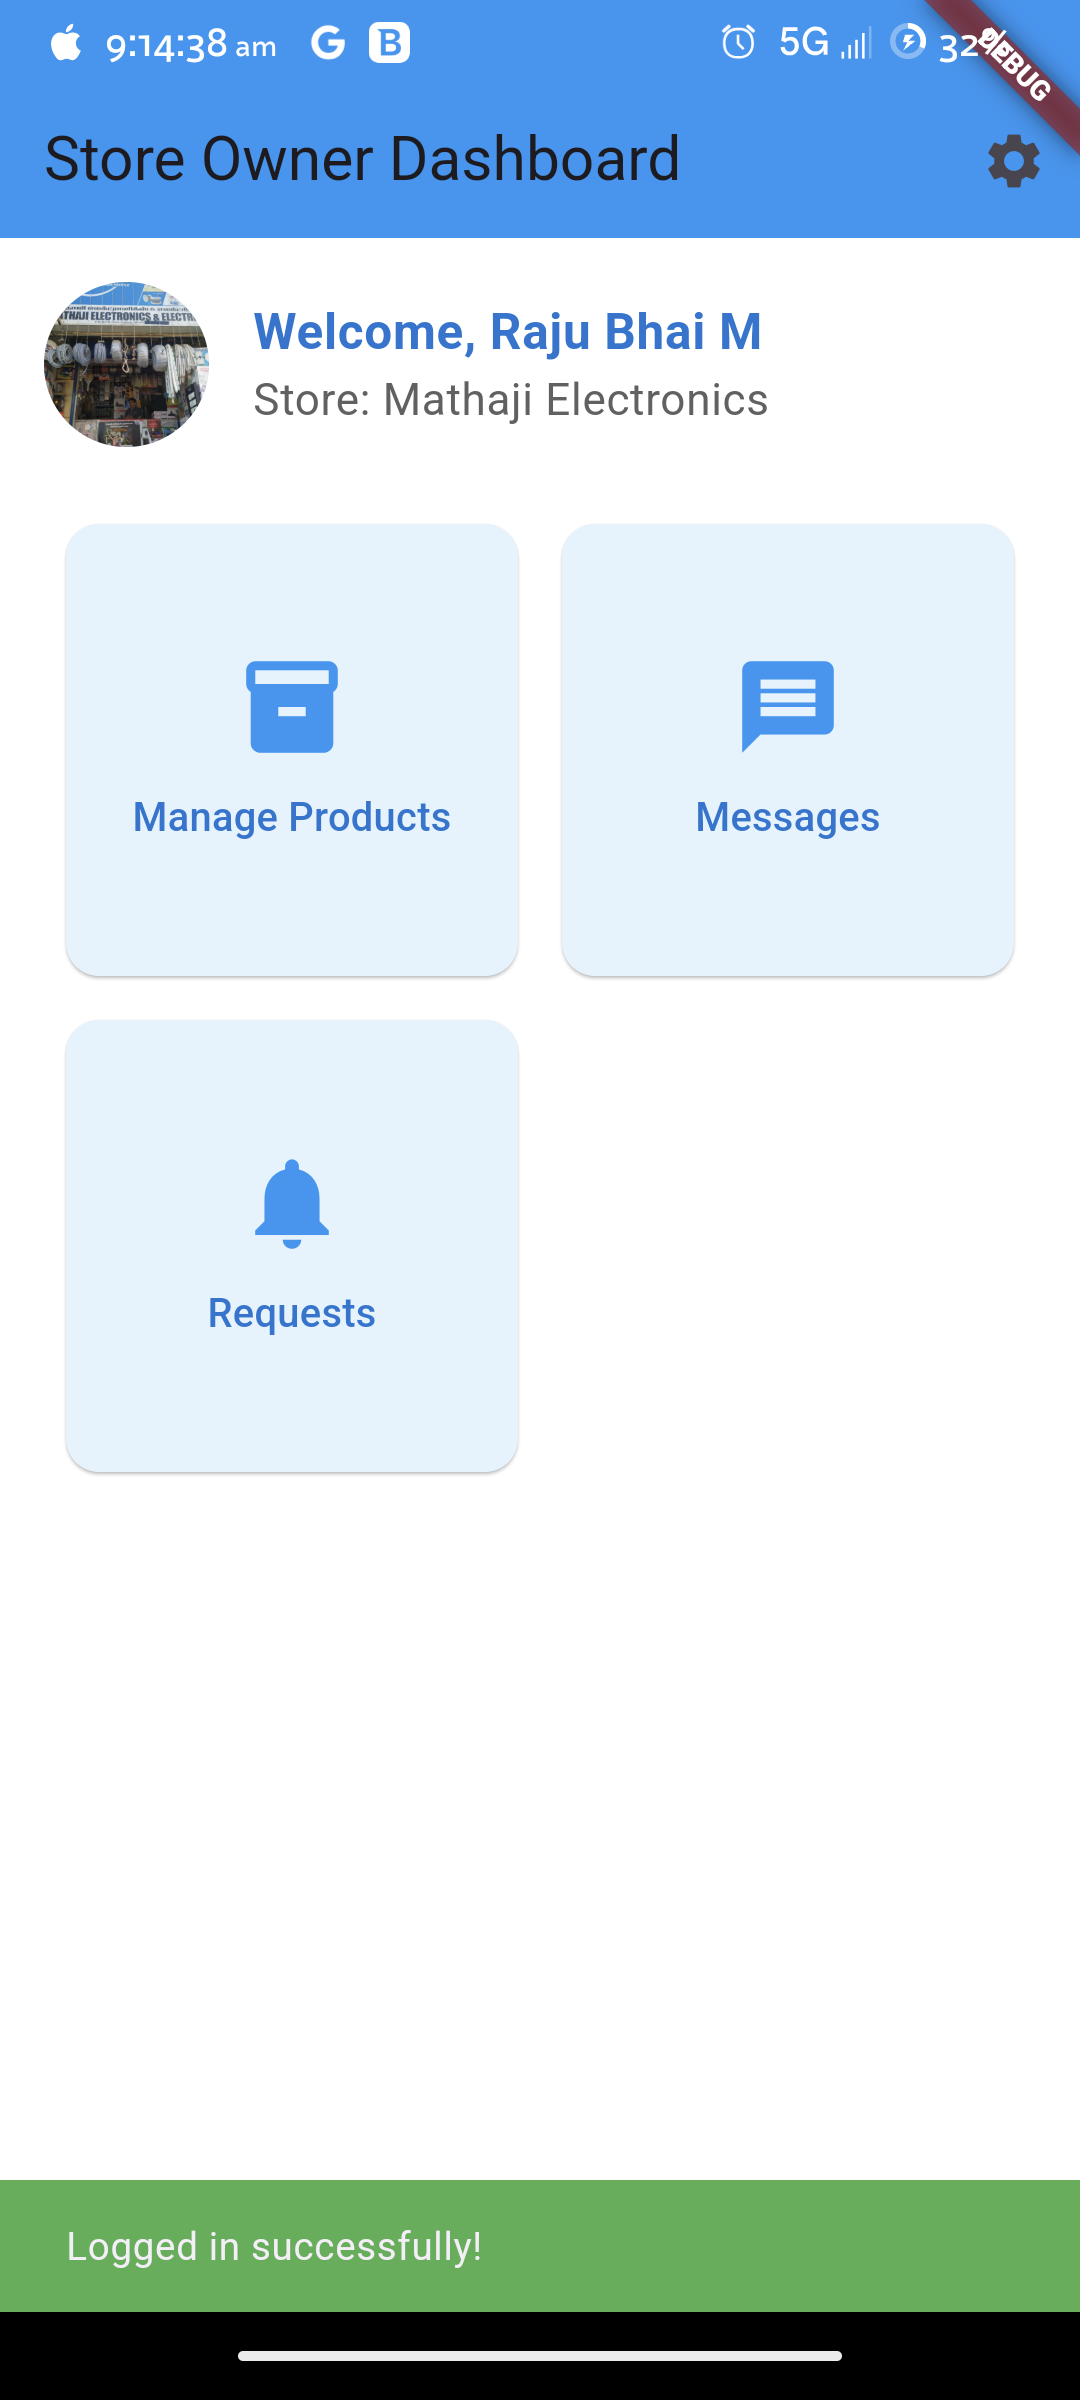 9:14:38 am G B 5G 32
DEBUG
Store Owner Dashboard
MATHAJI ELECTRONICS & ELECTR
Welcome, Raju Bhai M
Store: Mathaji Electronics
Manage Products
Messages
Requests
Logged in successfully!